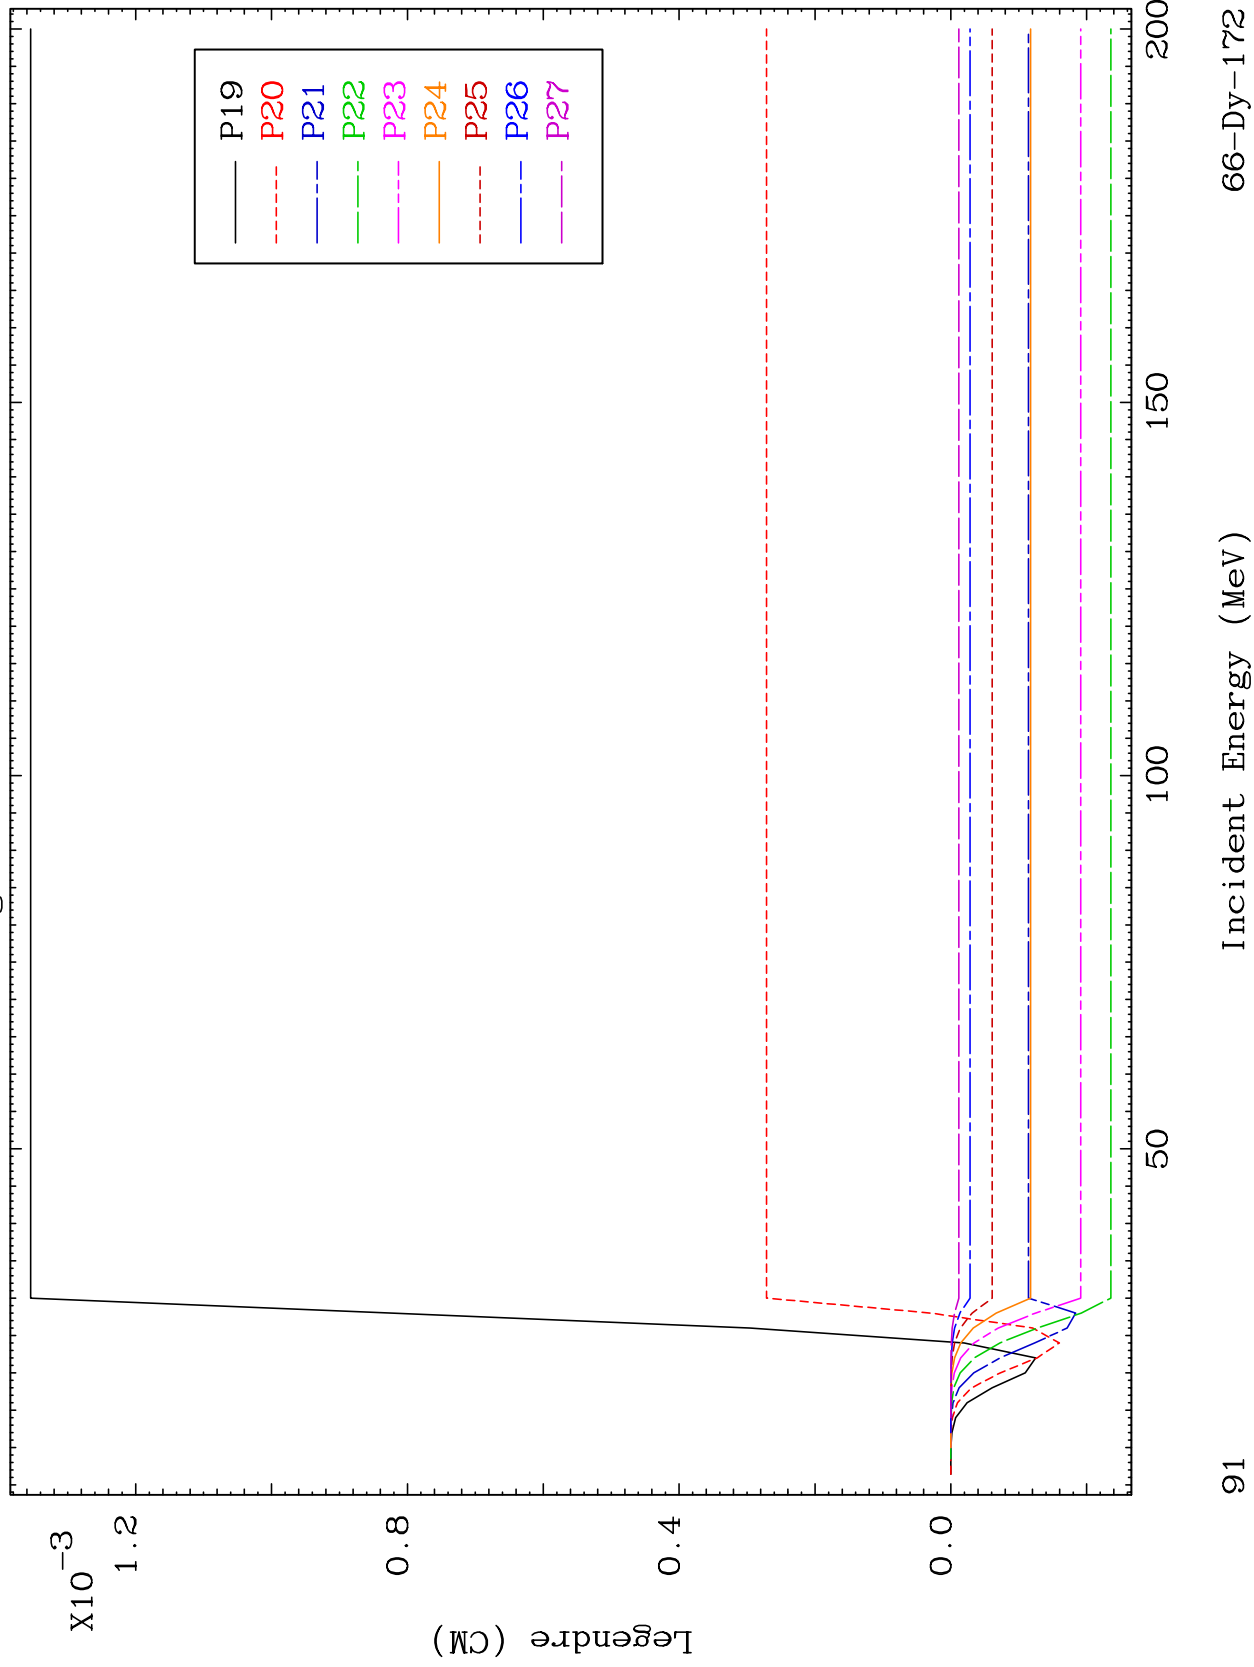 X10-3
1.2
0.8
0.4
0.0
Legendre (CM)
P19
P20
P21
P22
P23
P24
P25
P26
P27
50
100
150
200
Incident Energy (MeV)
91
66-Dy-172